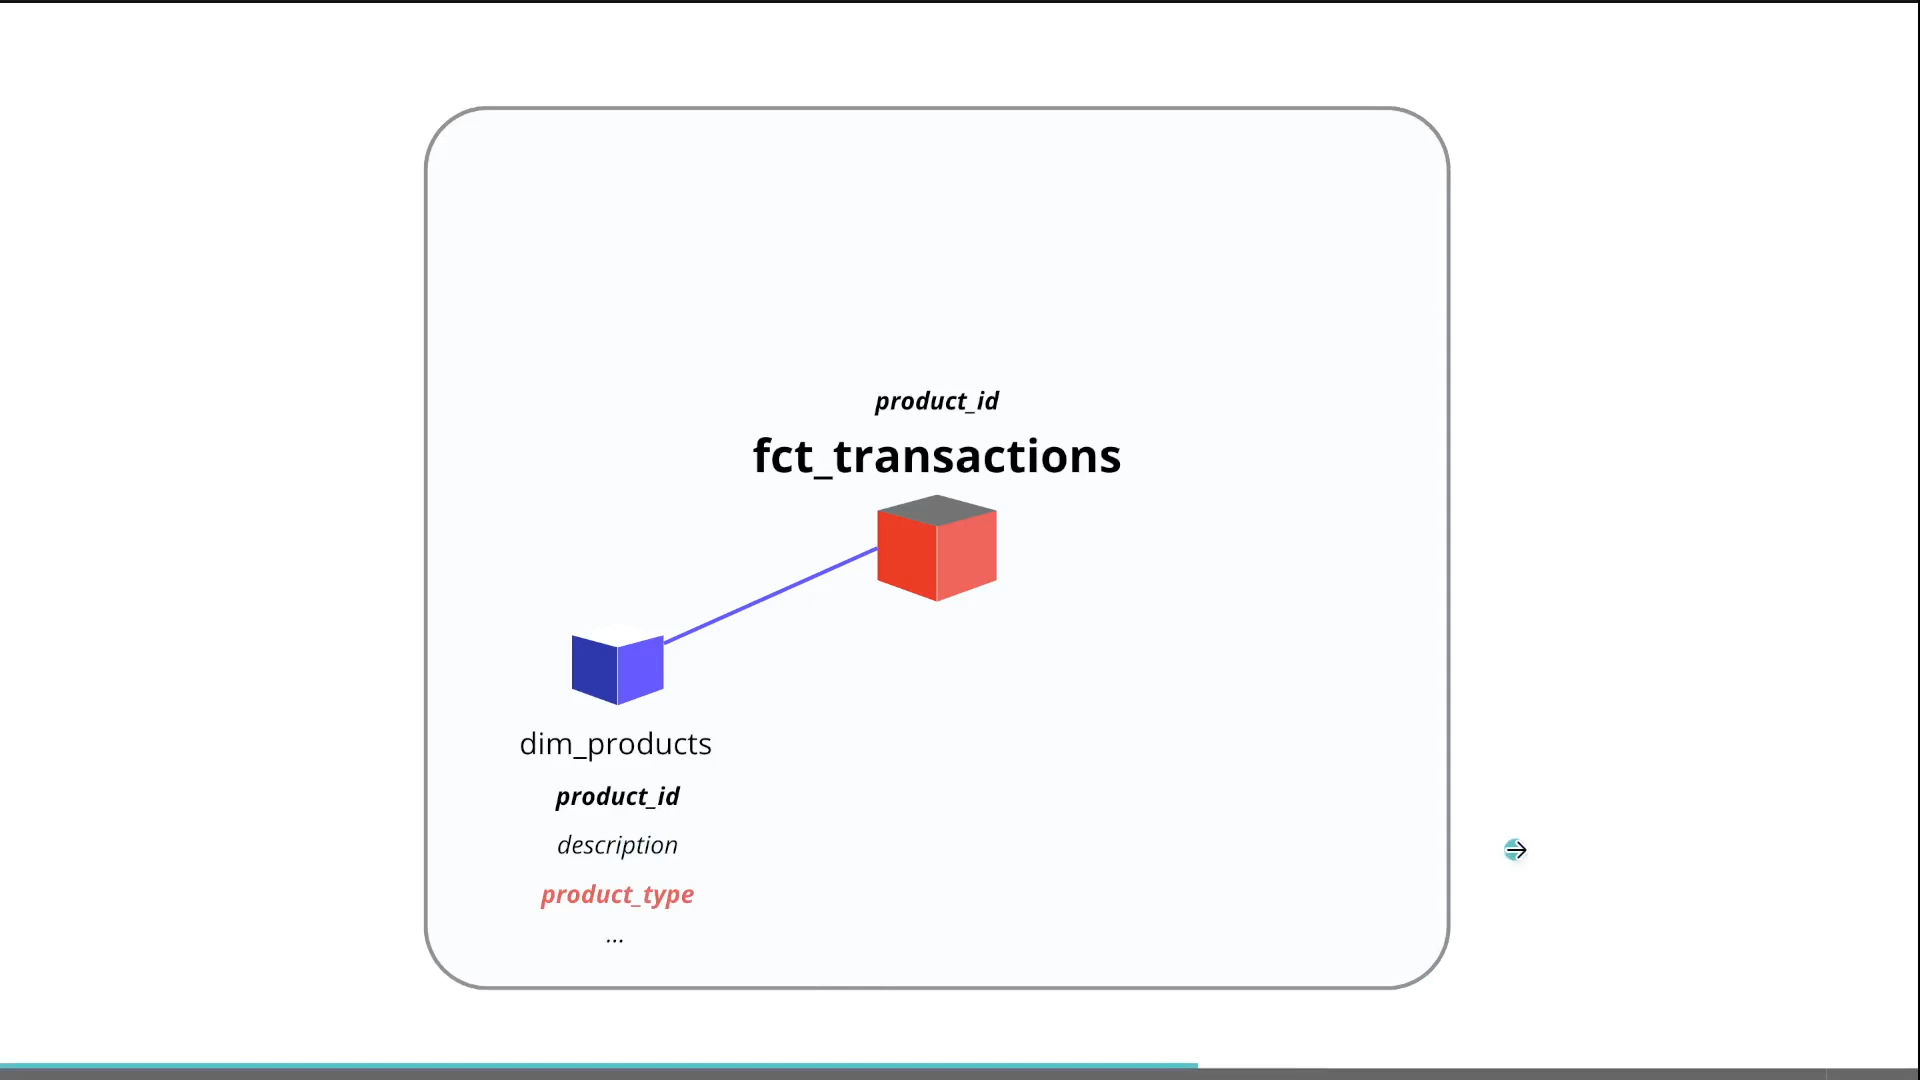 product_id
fct_transactions
dim_products
product_id
description
product_type
...